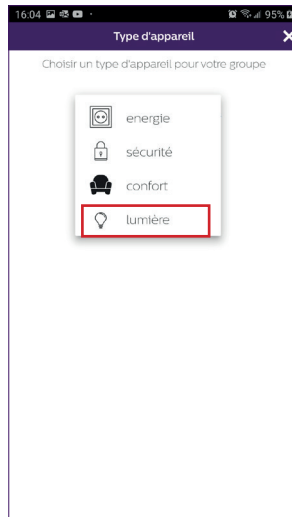 16:04 95%
Type d'appareil
Choisir un type d'appareil pour votre groupe
energie
sécurité
confort
lumière